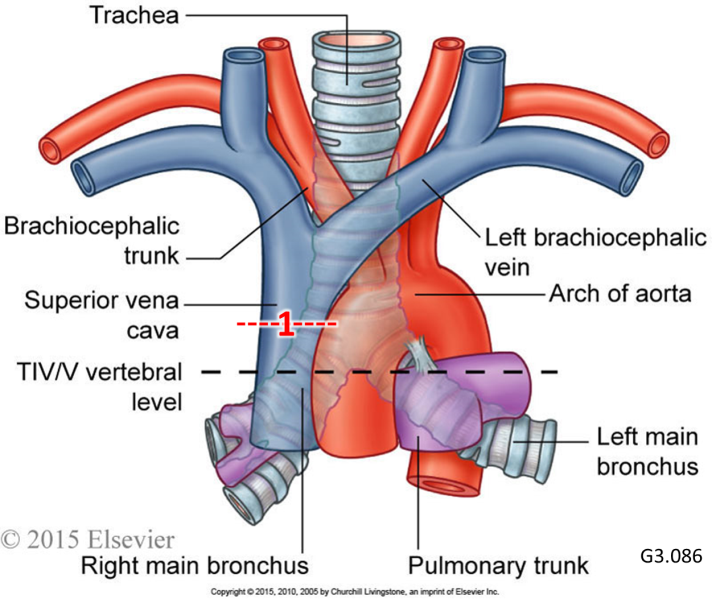 Trachea
Brachiocephalic
trunk
Left brachiocephalic
vein
Superior vena
cava
Arch of aorta
1
TIV/V vertebral
level
Left main
bronchus
© 2015 Elsevier
Right main bronchus
Pulmonary trunk
G3.086
Copyright © 2015, 2010, 2005 by Churchill Livingstone, an imprint of Elsevier Inc.